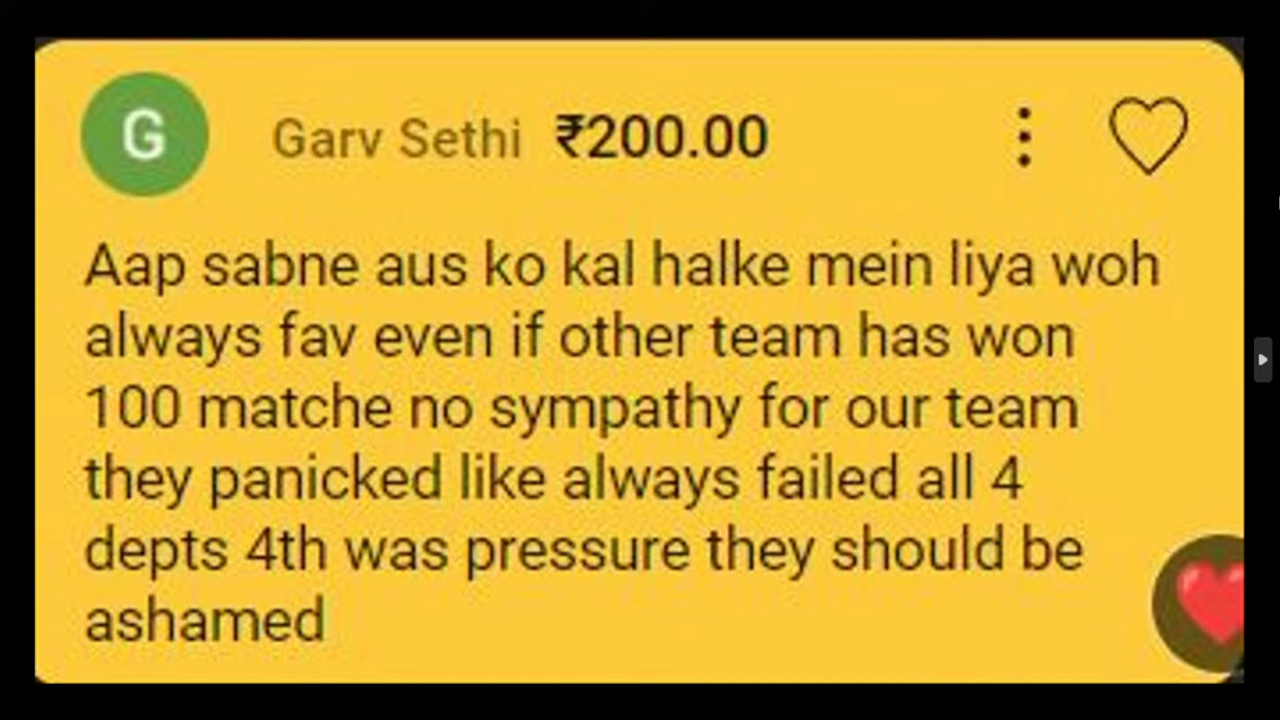 G Garv Sethi ₹200.00
Aap sabne aus ko kal halke mein liya woh
always fav even if other team has won
100 matche no sympathy for our team
they panicked like always failed all 4
depts 4th was pressure they should be
ashamed